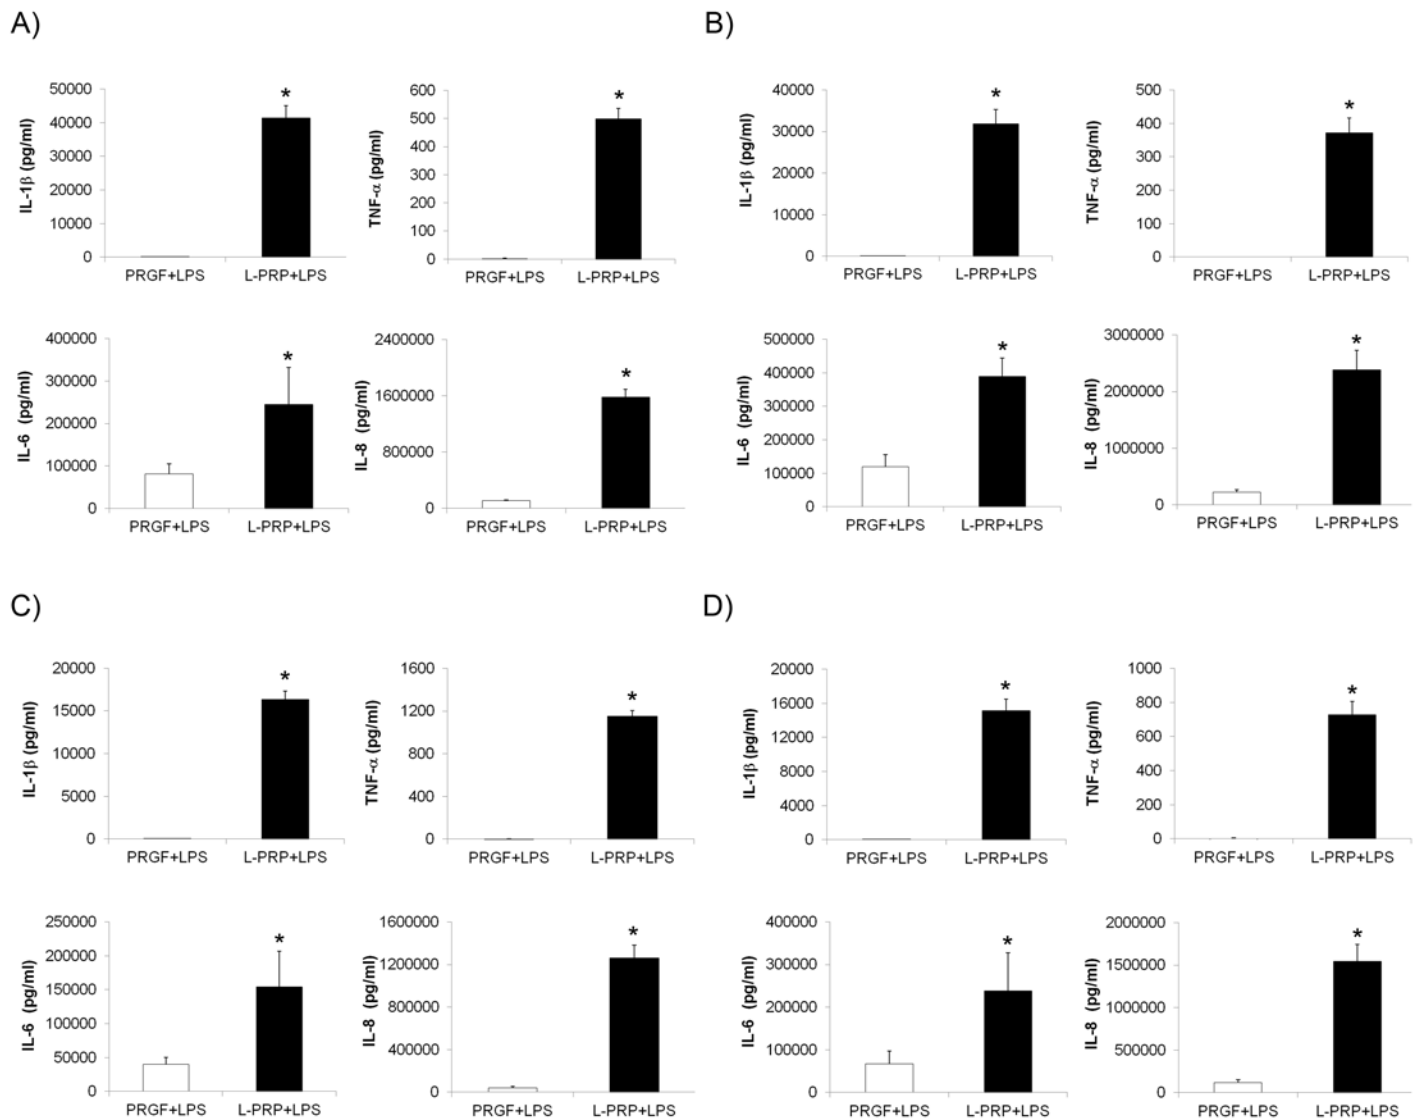 A)
B)
IL-1β (pg/ml)
50000
40000
30000
20000
10000
0
*
PRGF+LPS
L-PRP+LPS
TNF-α (pg/ml)
600
500
400
300
200
100
0
*
PRGF+LPS
L-PRP+LPS
IL-1β (pg/ml)
40000
30000
20000
10000
0
*
PRGF+LPS
L-PRP+LPS
TNF-α (pg/ml)
500
400
300
200
100
0
*
PRGF+LPS
L-PRP+LPS
IL-6 (pg/ml)
400000
300000
200000
100000
0
*
PRGF+LPS
L-PRP+LPS
IL-8 (pg/ml)
2400000
1600000
800000
0
*
PRGF+LPS
L-PRP+LPS
IL-6 (pg/ml)
500000
400000
300000
200000
100000
0
*
PRGF+LPS
L-PRP+LPS
IL-8 (pg/ml)
3000000
2000000
1000000
0
*
PRGF+LPS
L-PRP+LPS
C)
D)
IL-1β (pg/ml)
20000
15000
10000
5000
0
*
PRGF+LPS
L-PRP+LPS
TNF-α (pg/ml)
1600
1200
800
400
0
*
PRGF+LPS
L-PRP+LPS
IL-1β (pg/ml)
20000
16000
12000
8000
4000
0
*
PRGF+LPS
L-PRP+LPS
TNF-α (pg/ml)
1000
800
600
400
200
0
*
PRGF+LPS
L-PRP+LPS
IL-6 (pg/ml)
250000
200000
150000
100000
50000
0
*
PRGF+LPS
L-PRP+LPS
IL-8 (pg/ml)
1600000
1200000
800000
400000
0
*
PRGF+LPS
L-PRP+LPS
IL-6 (pg/ml)
400000
300000
200000
100000
0
*
PRGF+LPS
L-PRP+LPS
IL-8 (pg/ml)
2000000
1500000
1000000
500000
0
*
PRGF+LPS
L-PRP+LPS